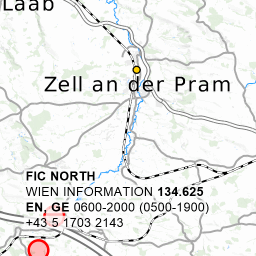 Laab
Zell an der Pram
FIC NORTH
WIEN INFORMATION 134.625
EN, GE 0600-2000 (0500-1900)
+43 5 1703 2143